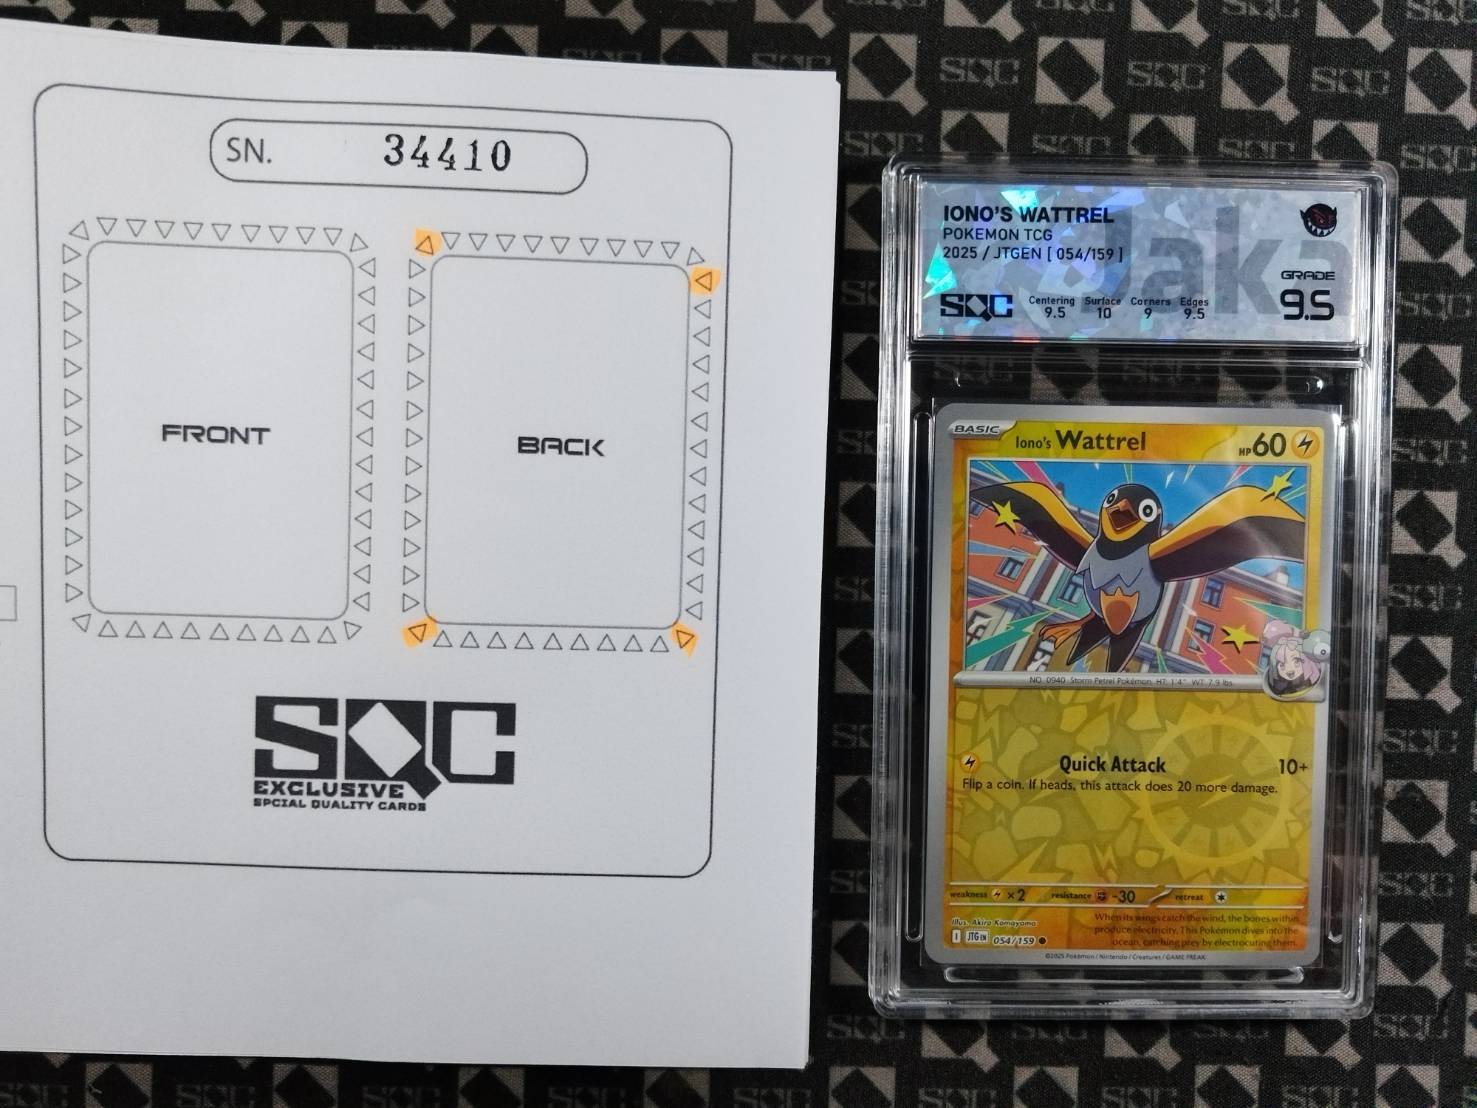 SN. 34410
FRONT
BACK
SQC
EXCLUSIVE
SPCIAL QUALITY CARDS
IONO'S WATTREL
POKEMON TCG
2025 / JTGEN [ 054/159 ]
SQC
Centering Surface Corners Edges
9.5 10 9 9.5
GRADE
9.5
BASIC
Iono's Wattrel
HP60
NO. 0940 Storm Petrel Pokémon HT: 1'4" WT: 7.9 lbs
Quick Attack 10+
Flip a coin. If heads, this attack does 20 more damage.
weakness ×2 resistance -30 retreat
Illus. Akira Komayama
I JTG EN 054/159
When its wings catch the wind, the bones within
produce electricity. This Pokémon dives into the
ocean, catching prey by electrocuting them.
©2025 Pokémon / Nintendo / Creatures / GAME FREAK